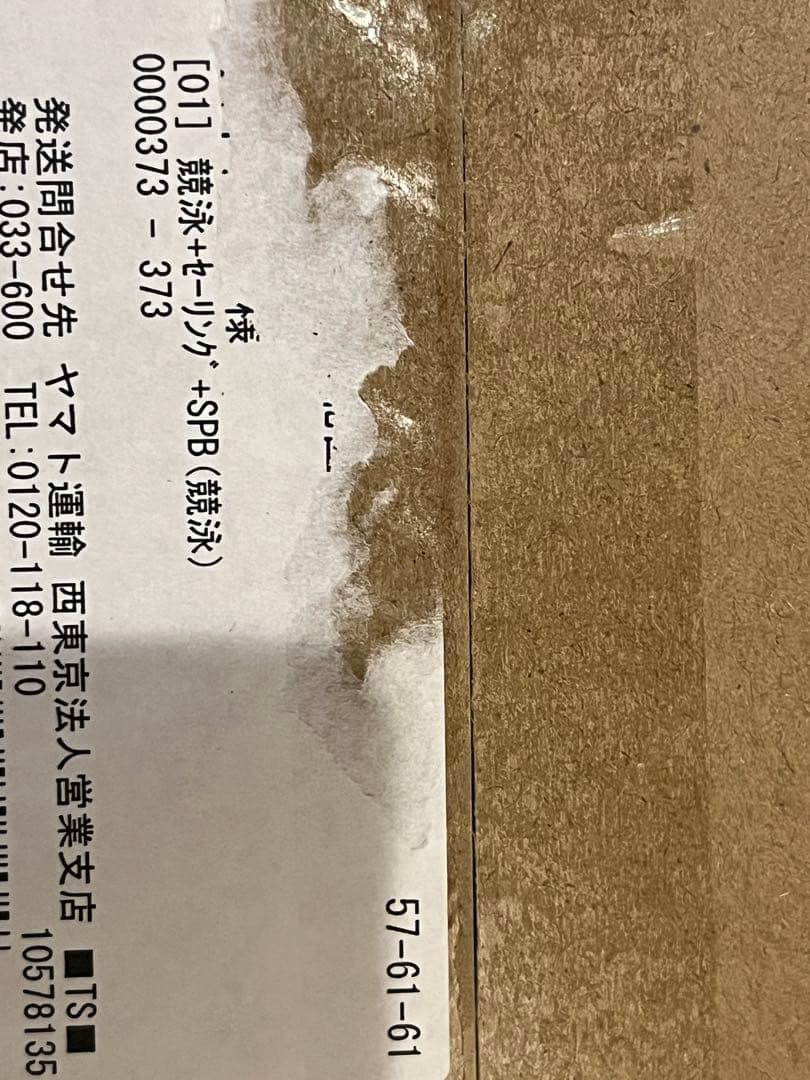 57-61-61
様
[01] 競泳+ｾｰﾘﾝｸﾞ+SPB(競泳)
0000373 - 373
発送問合せ先 ヤマト運輸 西東京法人営業支店 ■TS■
発店:033-600 TEL:0120-118-110 10578135